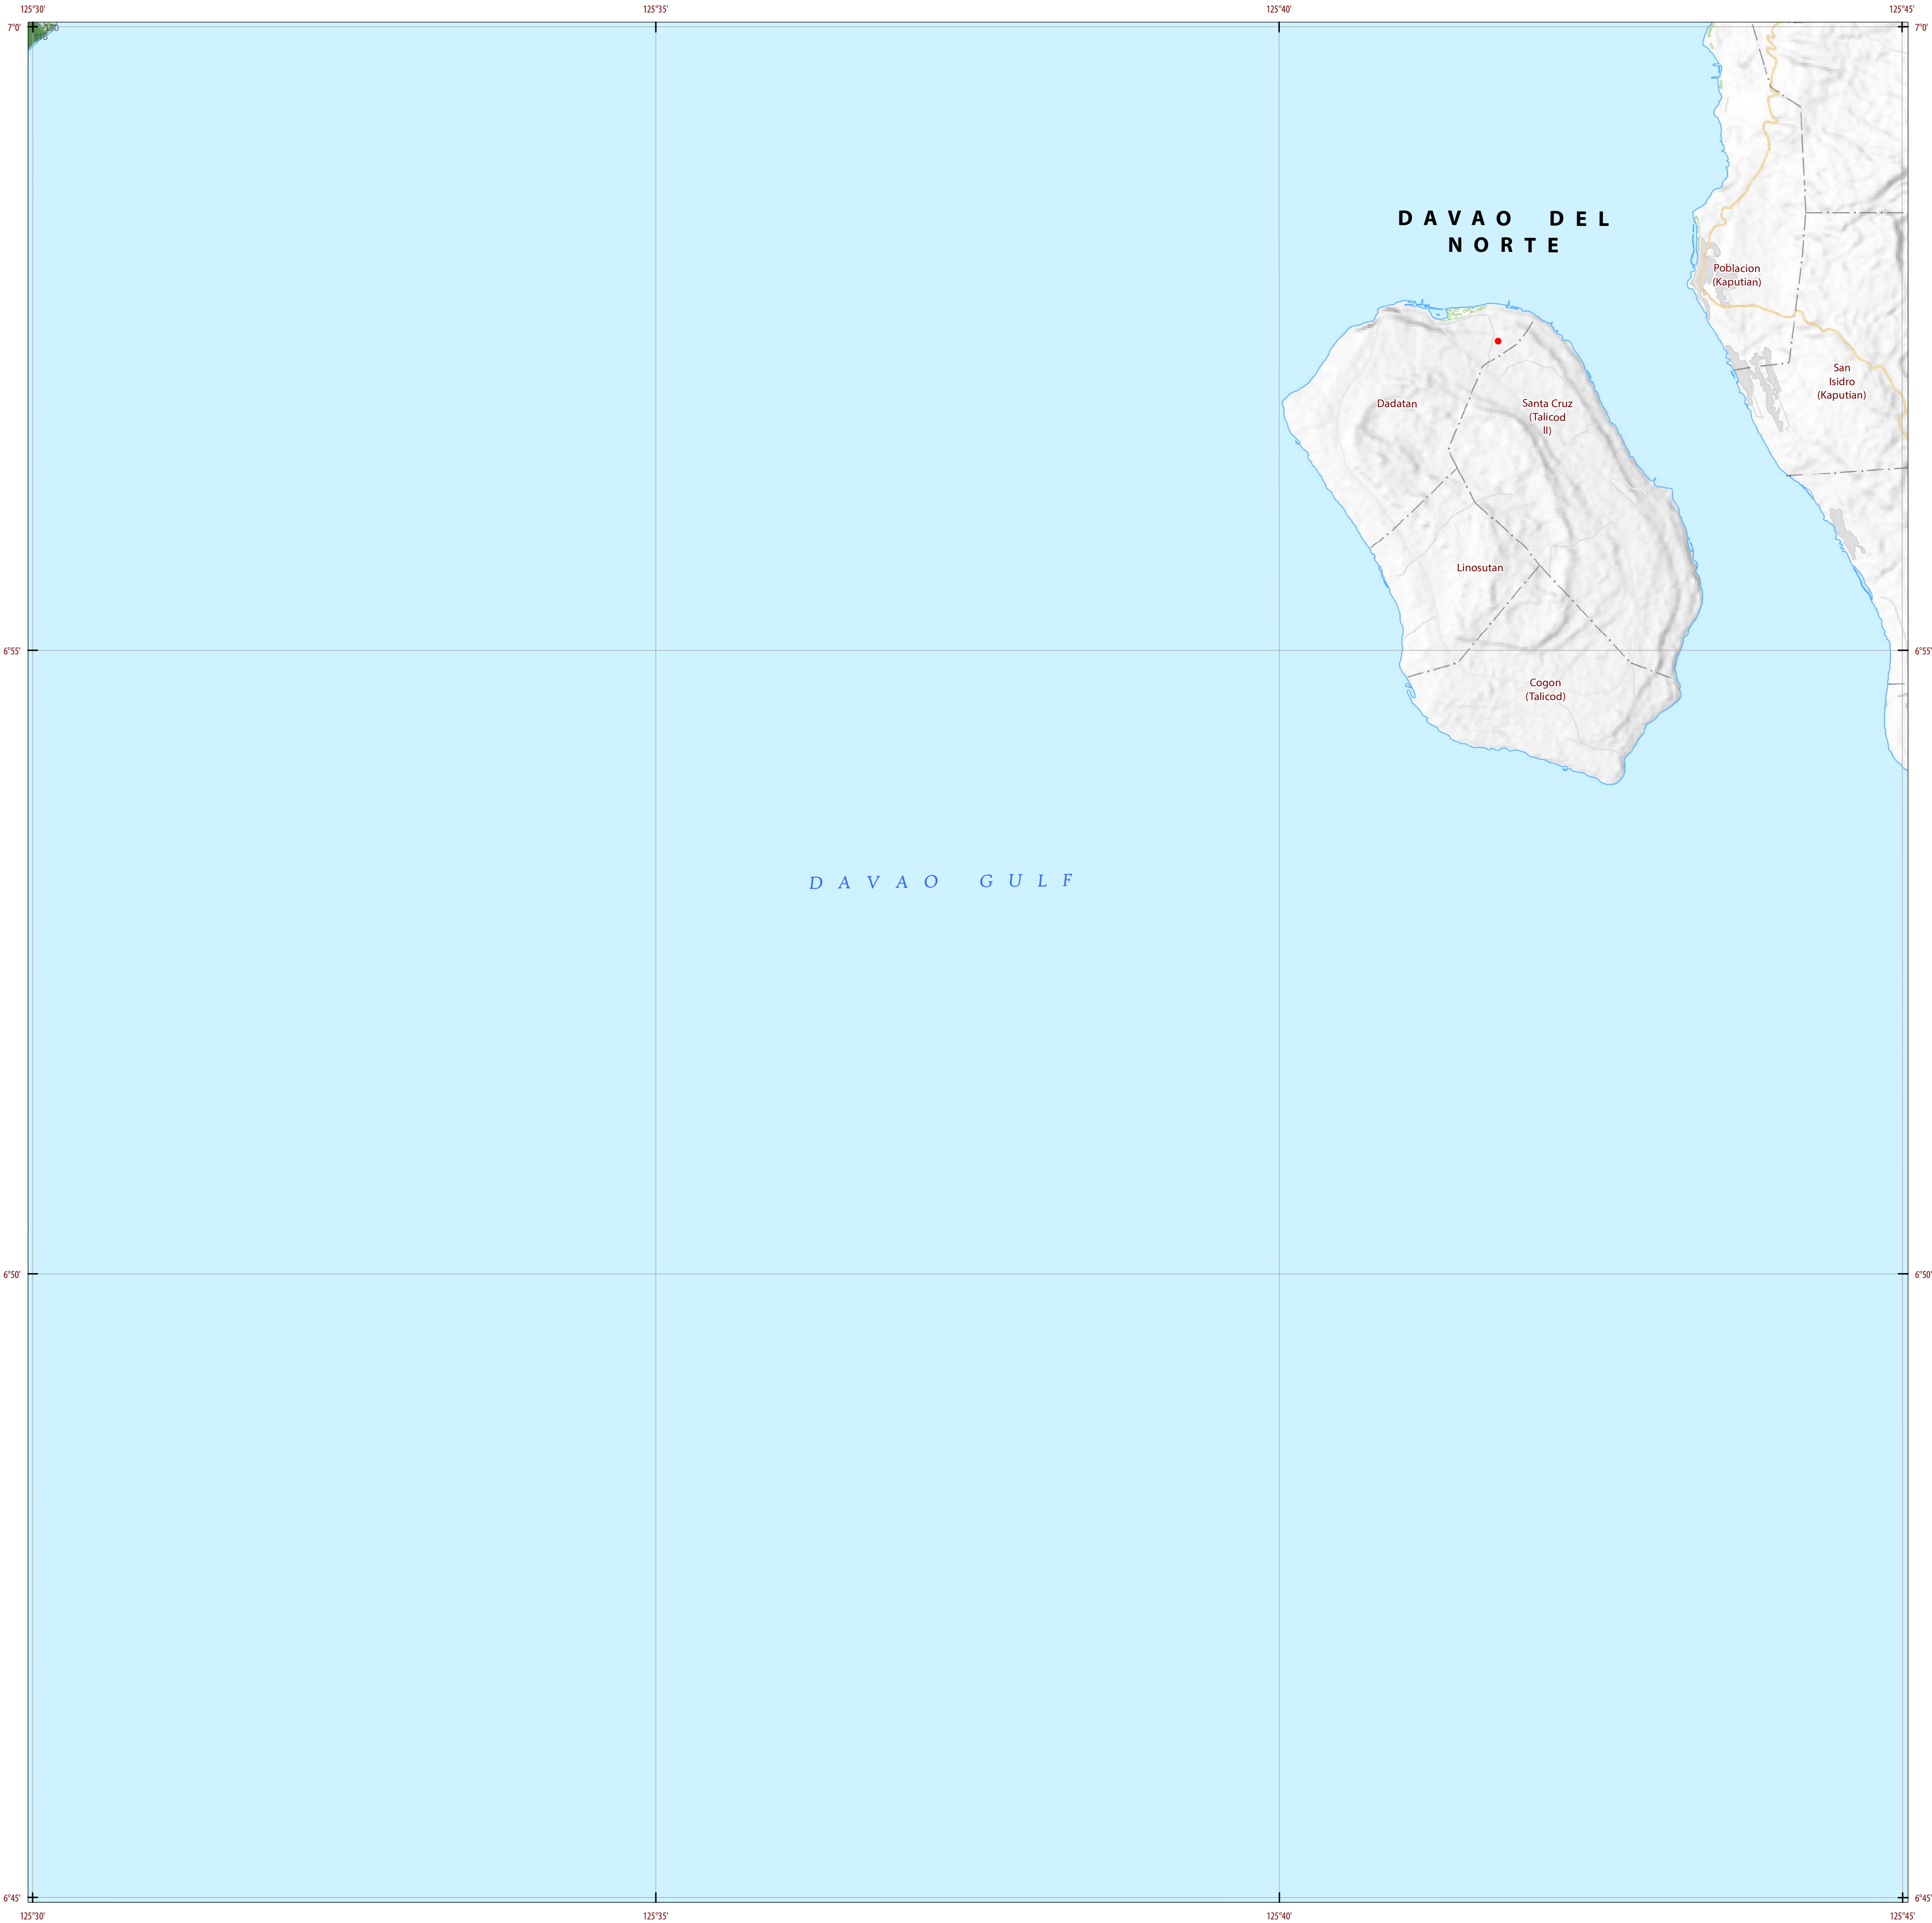 125°30'
125°35'
125°40'
125°45'
7°0'
7°0'
DAVAO DEL
NORTE
Poblacion
(Kaputian)
San
Isidro
(Kaputian)
Dadatan
Santa Cruz
(Talicod
II)
Linosutan
6°55'
6°55'
Cogon
(Talicod)
DAVAO GULF
6°50'
6°50'
6°45'
6°45'
125°30'
125°35'
125°40'
125°45'